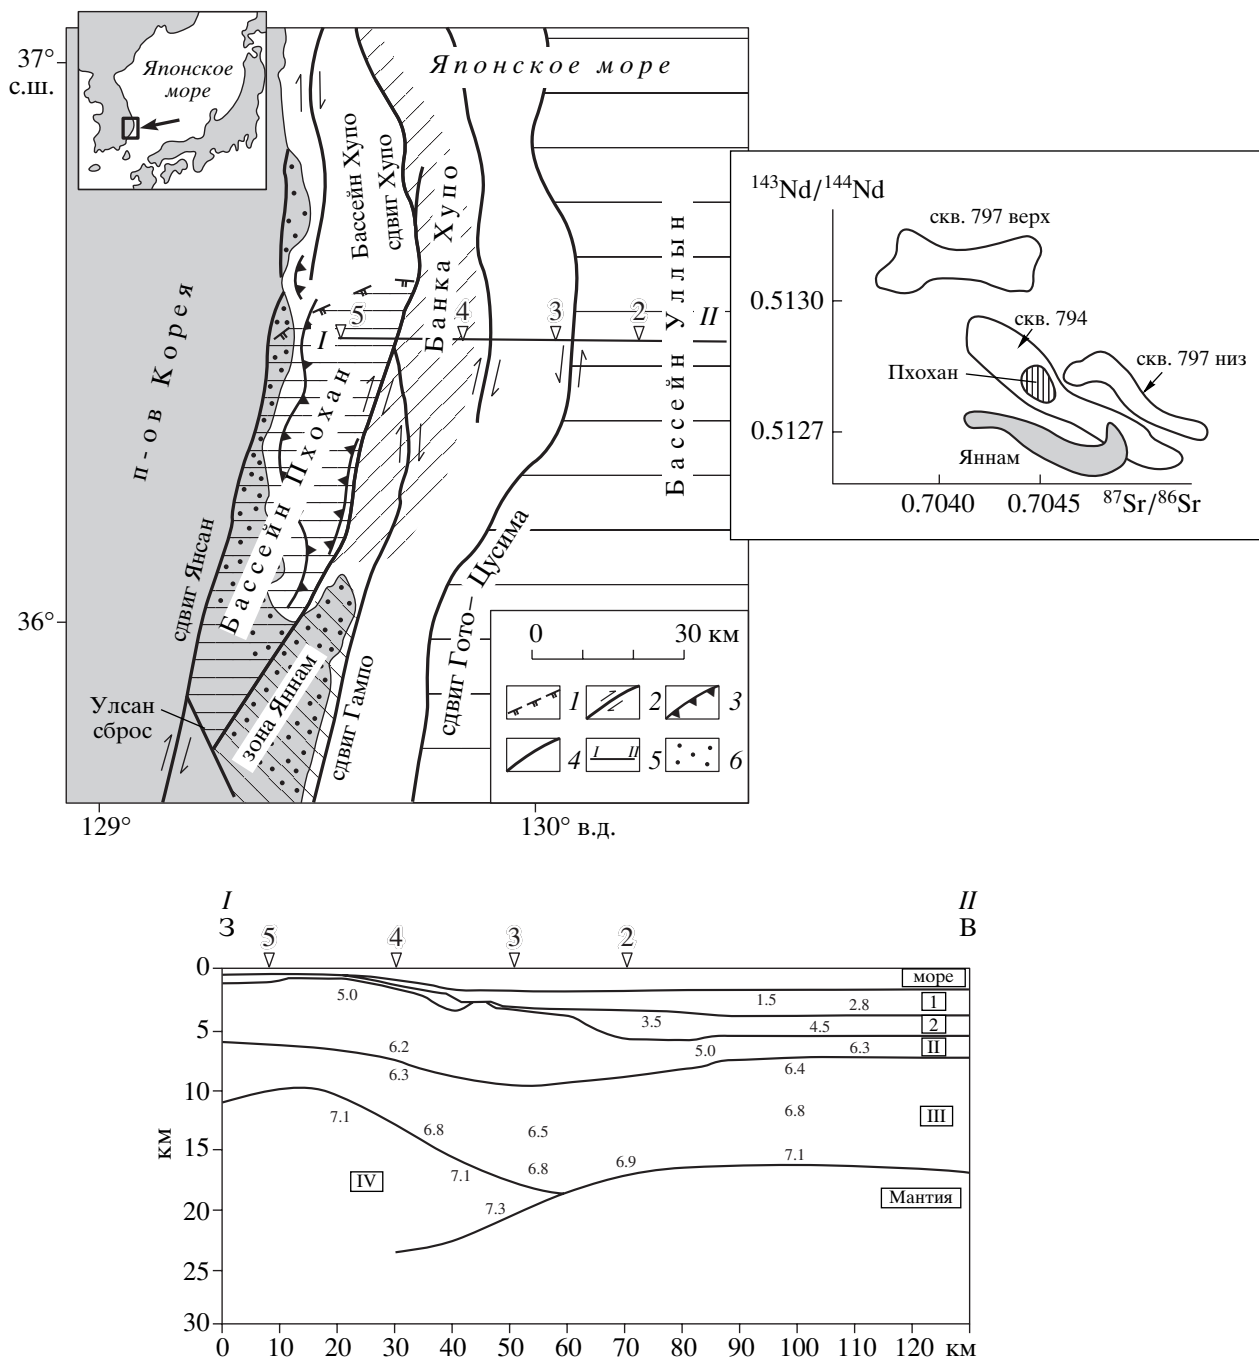 37°
с.ш.
Японское
море
Японское море
Бассейн Хупо
сдвиг Хупо
Банка Хупо
Бассейн Уллын
п-ов Корея
I
5
4
3
2
II
Бассейн Пхохан
сдвиг Янсан
36°
Улсан
сброс
зона Яннам
сдвиг Гампо
сдвиг Гото–Цусима
0 30 км
1
2
3
4
I II
5
6
129°
130° в.д.
143Nd/144Nd
скв. 797 верх
0.5130
скв. 794
Пхохан
скв. 797 низ
0.5127
Яннам
0.7040 0.7045 87Sr/86Sr
I II
З В
5 4 3 2
0
море
5.0
1.5
2.8
1
3.5
4.5
2
5
6.2
5.0
6.3
II
6.3
6.4
10
7.1
6.8
6.5
6.8
III
15
км
7.1
6.8
6.9
7.1
IV
Мантия
20
7.3
25
30
0 10 20 30 40 50 60 70 80 90 100 110 120 км